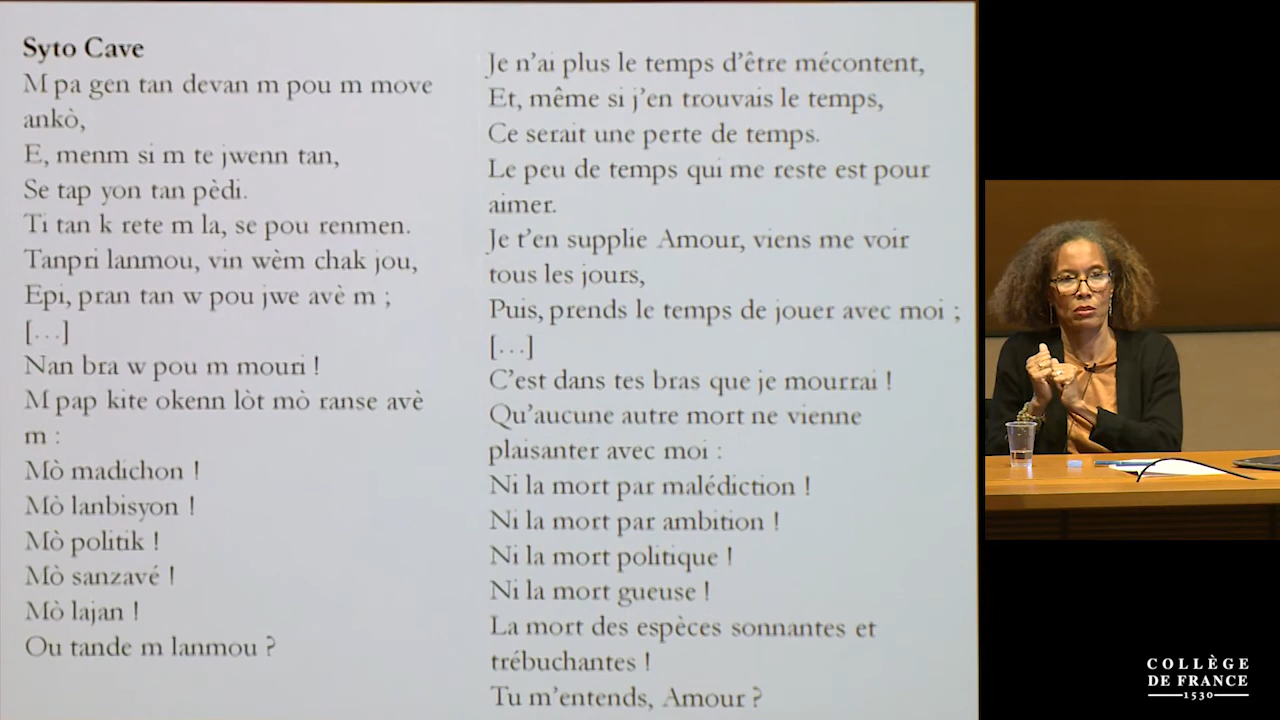 Syto Cave
M pa gen tan devan m pou m move
ankò,
E, menm si m te jwenn tan,
Se tap yon tan pèdi.
Ti tan k rete m la, se pou renmen.
Tanpri lanmou, vin wèm chak jou,
Epi, pran tan w pou jwe avè m ;
[…]
Nan bra w pou m mouri !
M pap kite okenn lòt mò ranse avè
m :
Mò madichon !
Mò lanbisyon !
Mò politik !
Mò sanzavé !
Mò lajan !
Ou tande m lanmou ?
Je n'ai plus le temps d'être mécontent,
Et, même si j'en trouvais le temps,
Ce serait une perte de temps.
Le peu de temps qui me reste est pour
aimer.
Je t'en supplie Amour, viens me voir
tous les jours,
Puis, prends le temps de jouer avec moi ;
[…]
C'est dans tes bras que je mourrai !
Qu'aucune autre mort ne vienne
plaisanter avec moi :
Ni la mort par malédiction !
Ni la mort par ambition !
Ni la mort politique !
Ni la mort gueuse !
La mort des espèces sonnantes et
trébuchantes !
Tu m'entends, Amour ?
COLLÈGE
DE FRANCE
1530